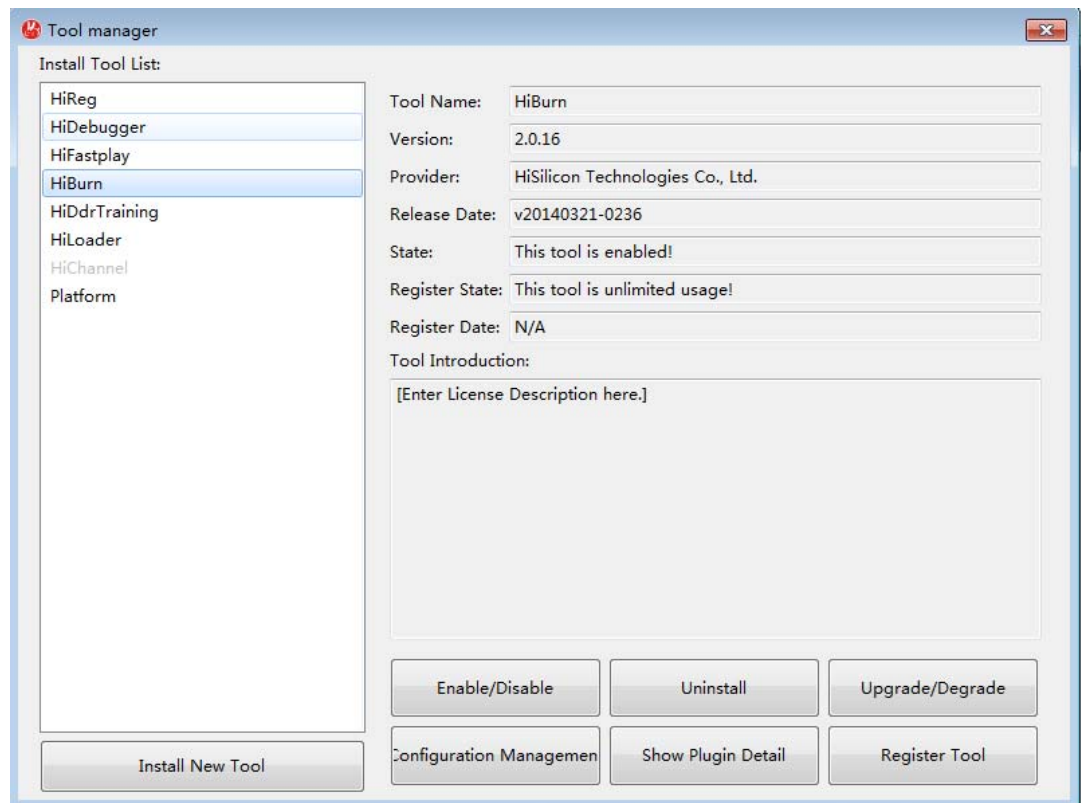 Tool manager
Install Tool List:
HiReg
HiDebugger
HiFastplay
HiBurn
HiDdrTraining
HiLoader
HiChannel
Platform
Install New Tool
Tool Name: HiBurn
Version: 2.0.16
Provider: HiSilicon Technologies Co., Ltd.
Release Date: v20140321-0236
State: This tool is enabled!
Register State: This tool is unlimited usage!
Register Date: N/A
Tool Introduction:
[Enter License Description here.]
Enable/Disable
Uninstall
Upgrade/Degrade
Configuration Managemen
Show Plugin Detail
Register Tool